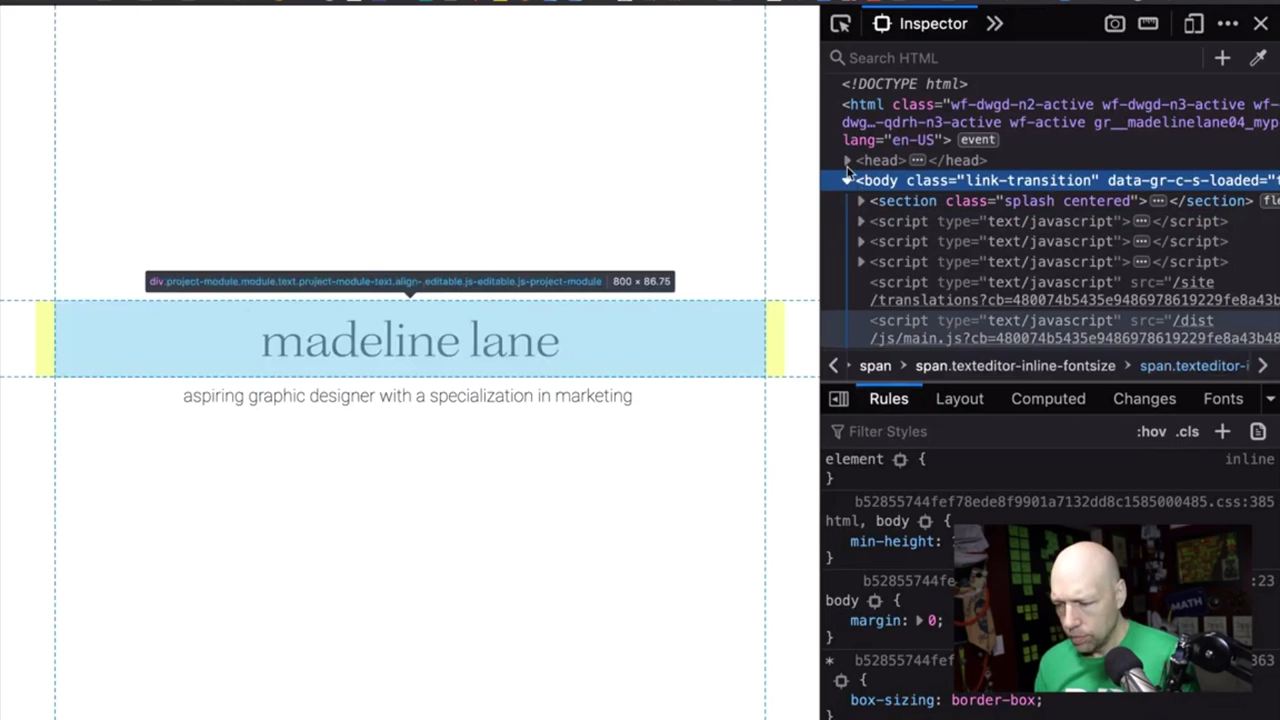 Inspector
Search HTML
<!DOCTYPE html>
<html class="wf-dwgd-n2-active wf-dwgd-n3-active wf-
dwg…-qdrh-n3-active wf-active gr__madelinelane04_myp
lang="en-US"> event
<head> ··· </head>
<body class="link-transition" data-gr-c-s-loaded="t
<section class="splash centered"> ··· </section> fle
<script type="text/javascript"> ··· </script>
<script type="text/javascript"> ··· </script>
<script type="text/javascript"> ··· </script>
<script type="text/javascript" src="/site
/translations?cb=480074b5435e9486978619229fe8a43b
<script type="text/javascript" src="/dist
/js/main.js?cb=480074b5435e9486978619229fe8a43b48
span span.texteditor-inline-fontsize span.texteditor-i
Rules Layout Computed Changes Fonts
Filter Styles :hov .cls
element { inline
}
b52855744fef78ede8f9901a7132dd8c1585000485.css:385
html, body {
min-height:
}
b52855744fe :23
body {
margin: 0;
}
* b52855744fef 363
{
box-sizing: border-box;
div.project-module.module.text.project-module-text.align-.editable.js-editable.js-project-module 800 × 86.75
madeline lane
aspiring graphic designer with a specialization in marketing
MATH